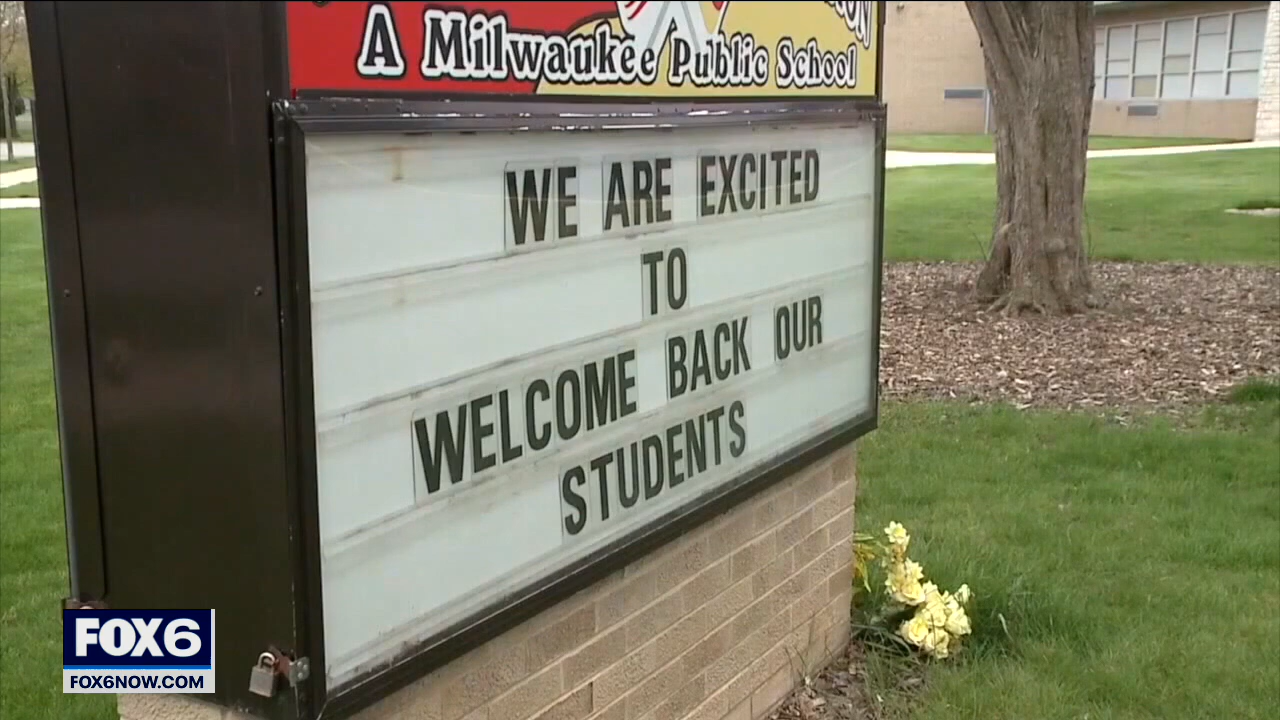 A Milwaukee Public School
WE ARE EXCITED
TO
WELCOME BACK OUR
STUDENTS
FOX6
FOX6NOW.COM